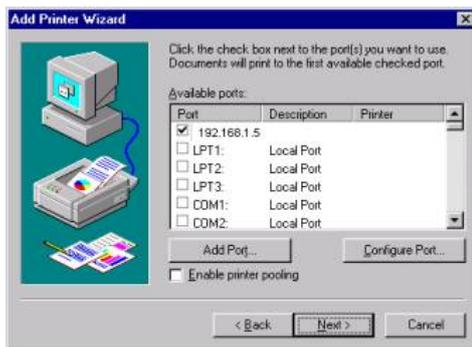 Add Printer Wizard
Click the check box next to the port(s) you want to use.
Documents will print to the first available checked port.
Available ports:
Port Description Printer
192.168.1.5
LPT1: Local Port
LPT2: Local Port
LPT3: Local Port
COM1: Local Port
COM2: Local Port
Add Port... Configure Port...
Enable printer pooling
< Back Next > Cancel